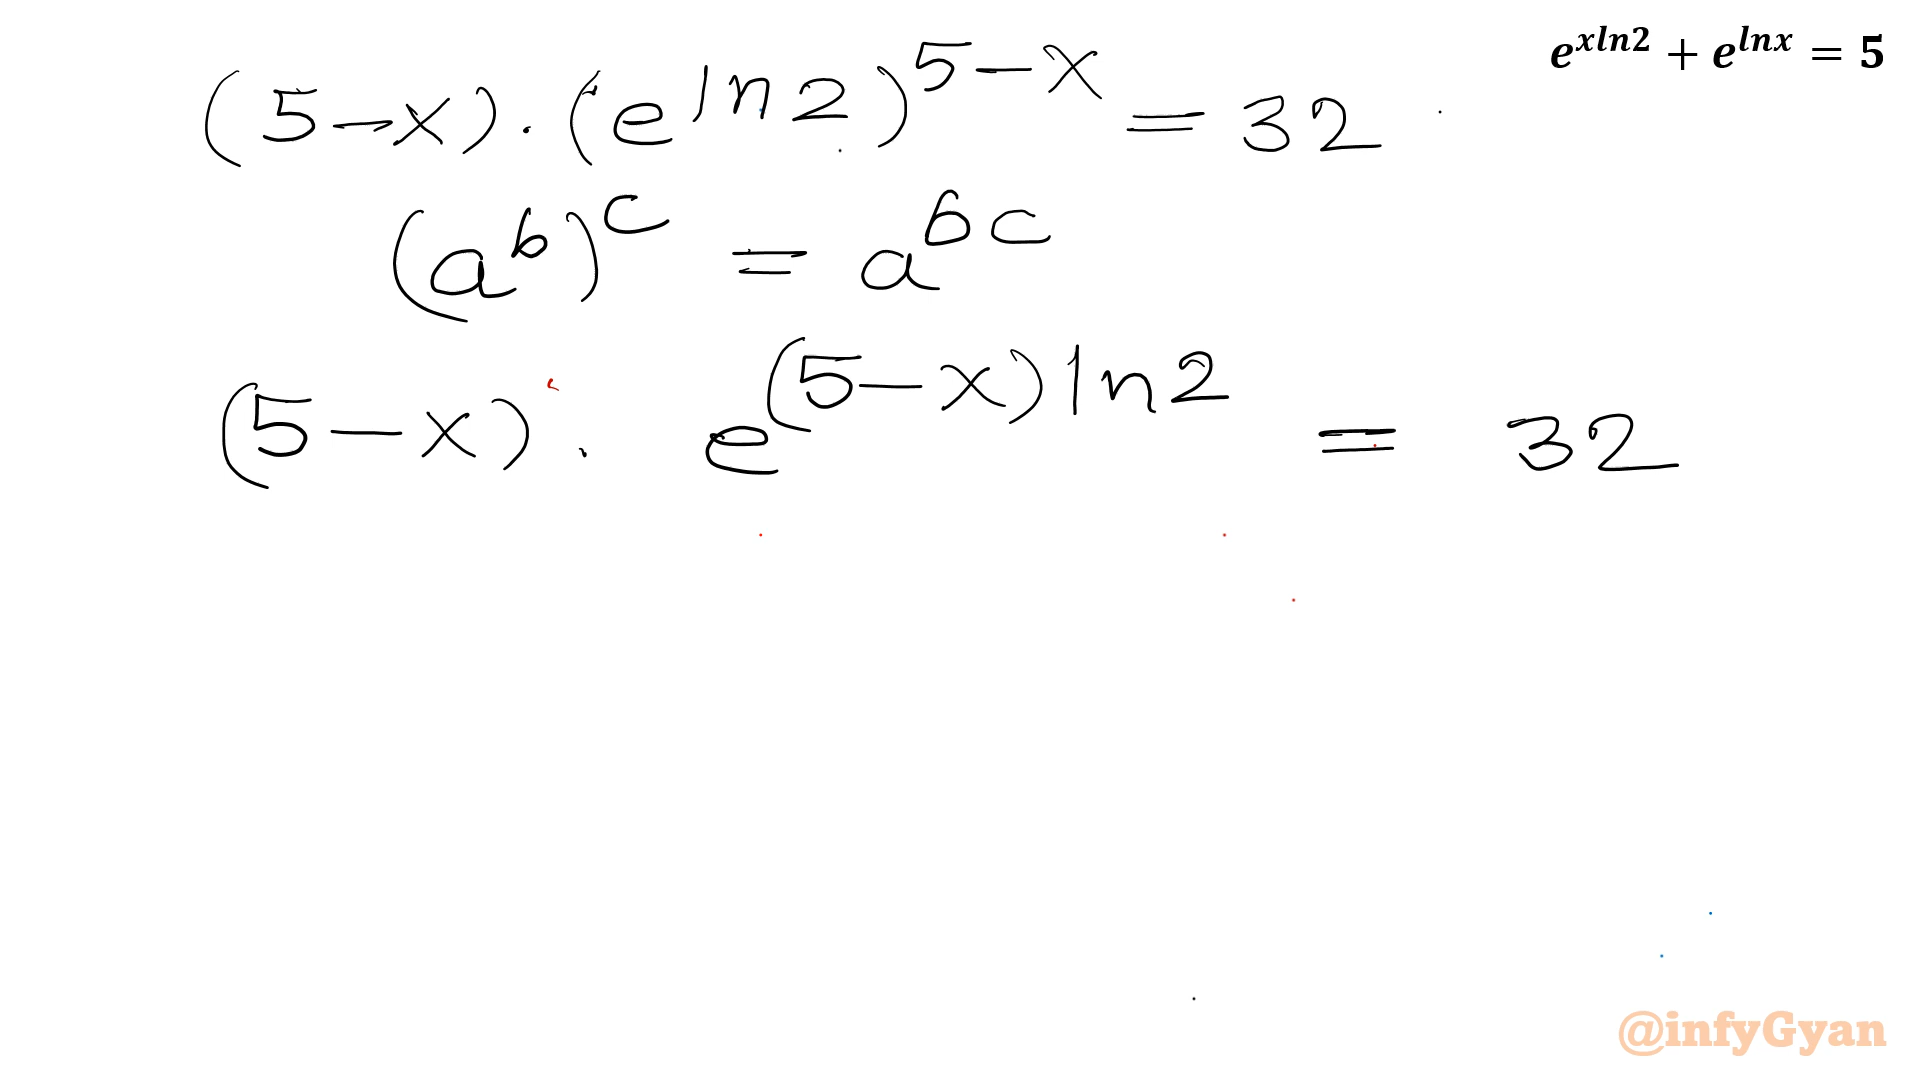 e^{xln2} + e^{lnx} = 5
(5-x).(e^{ln2})^{5-x} = 32
(a^b)^c = a^{bc}
(5-x). e^{(5-x)ln2} = 32
@infyGyan